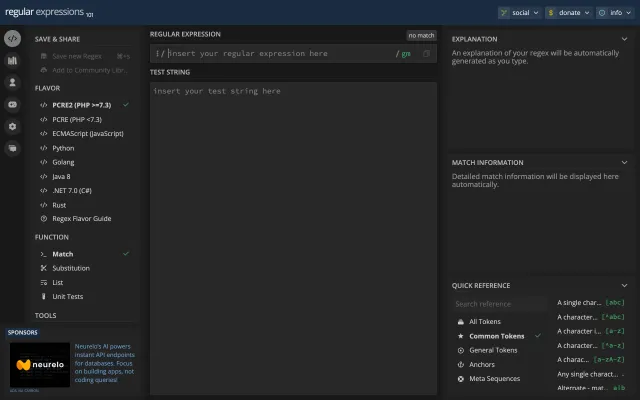 regular expressions 101
social
donate
info
SAVE & SHARE
Save new Regex ⌘+s
Add to Community Libr...
FLAVOR
PCRE2 (PHP >=7.3)
PCRE (PHP <7.3)
ECMAScript (JavaScript)
Python
Golang
Java 8
.NET 7.0 (C#)
Rust
Regex Flavor Guide
FUNCTION
Match
Substitution
List
Unit Tests
TOOLS
SPONSORS
neurelo
Neurelo's AI powers
instant API endpoints
for databases. Focus
on building apps, not
coding queried
REGULAR EXPRESSION
no match
/ insert your regular expression here / gm
TEST STRING
insert your test string here
EXPLANATION
An explanation of your regex will be automatically
generated as you type.
MATCH INFORMATION
Detailed match information will be displayed here
automatically.
QUICK REFERENCE
Search reference
All Tokens
Common Tokens
General Tokens
Anchors
Meta Sequences
A single char... [abc]
A character... [^abc]
A character i... [a-z]
A character... [^a-z]
A charac... [a-zA-Z]
Any single charact... .
Alternate - mat... a|b